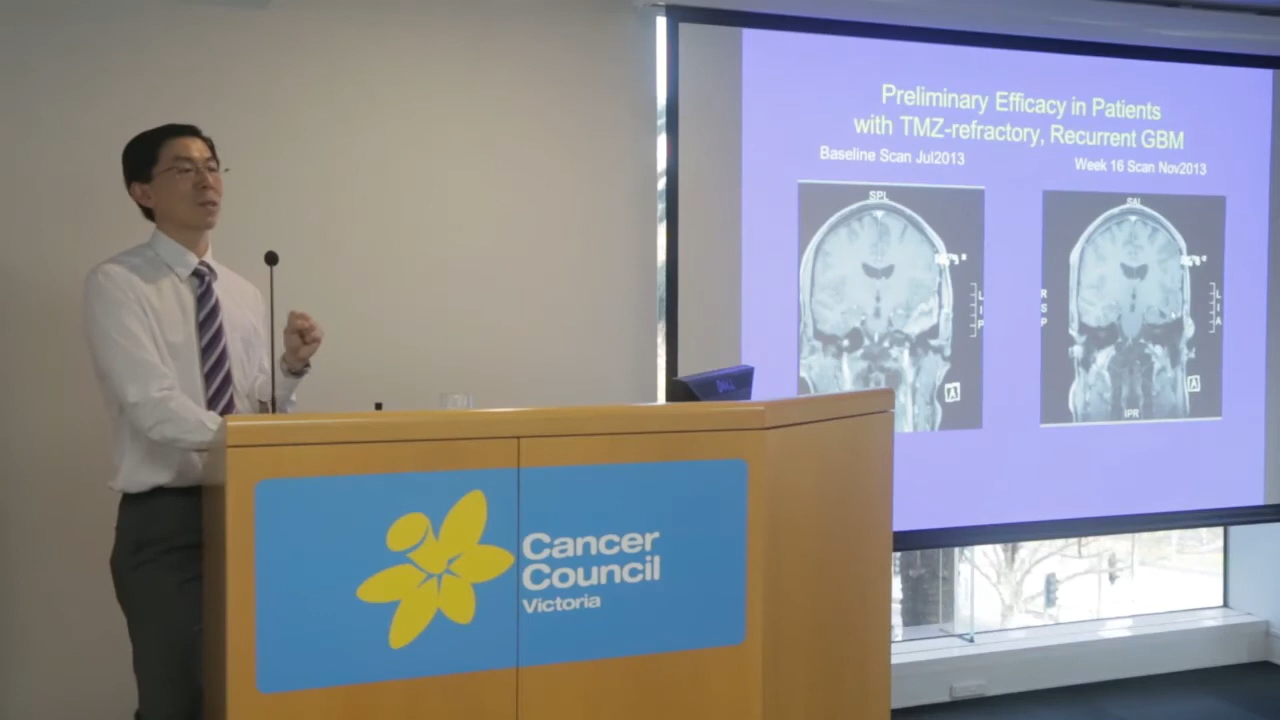 Preliminary Efficacy in Patients
with TMZ-refractory, Recurrent GBM
Baseline Scan Jul2013
Week 16 Scan Nov2013
SPL
L
I
P
A
SAL
R
S
P
L
I
A
A
IPR
DELL
Cancer
Council
Victoria